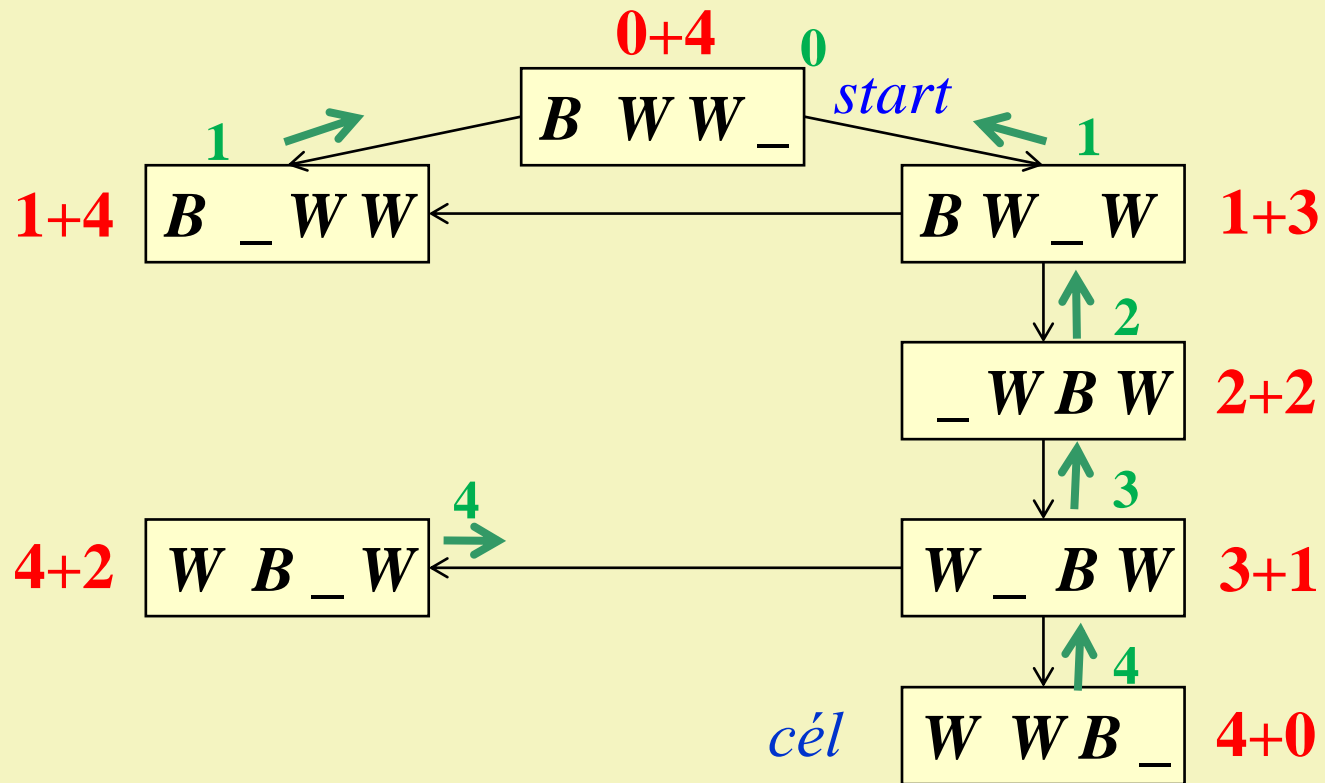 0+4
0
B W W _
start
1
1
1+4
B _ W W
B W _ W
1+3
2
_ W B W
2+2
3
4
4+2
W B _ W
W _ B W
3+1
4
cél
W W B _
4+0